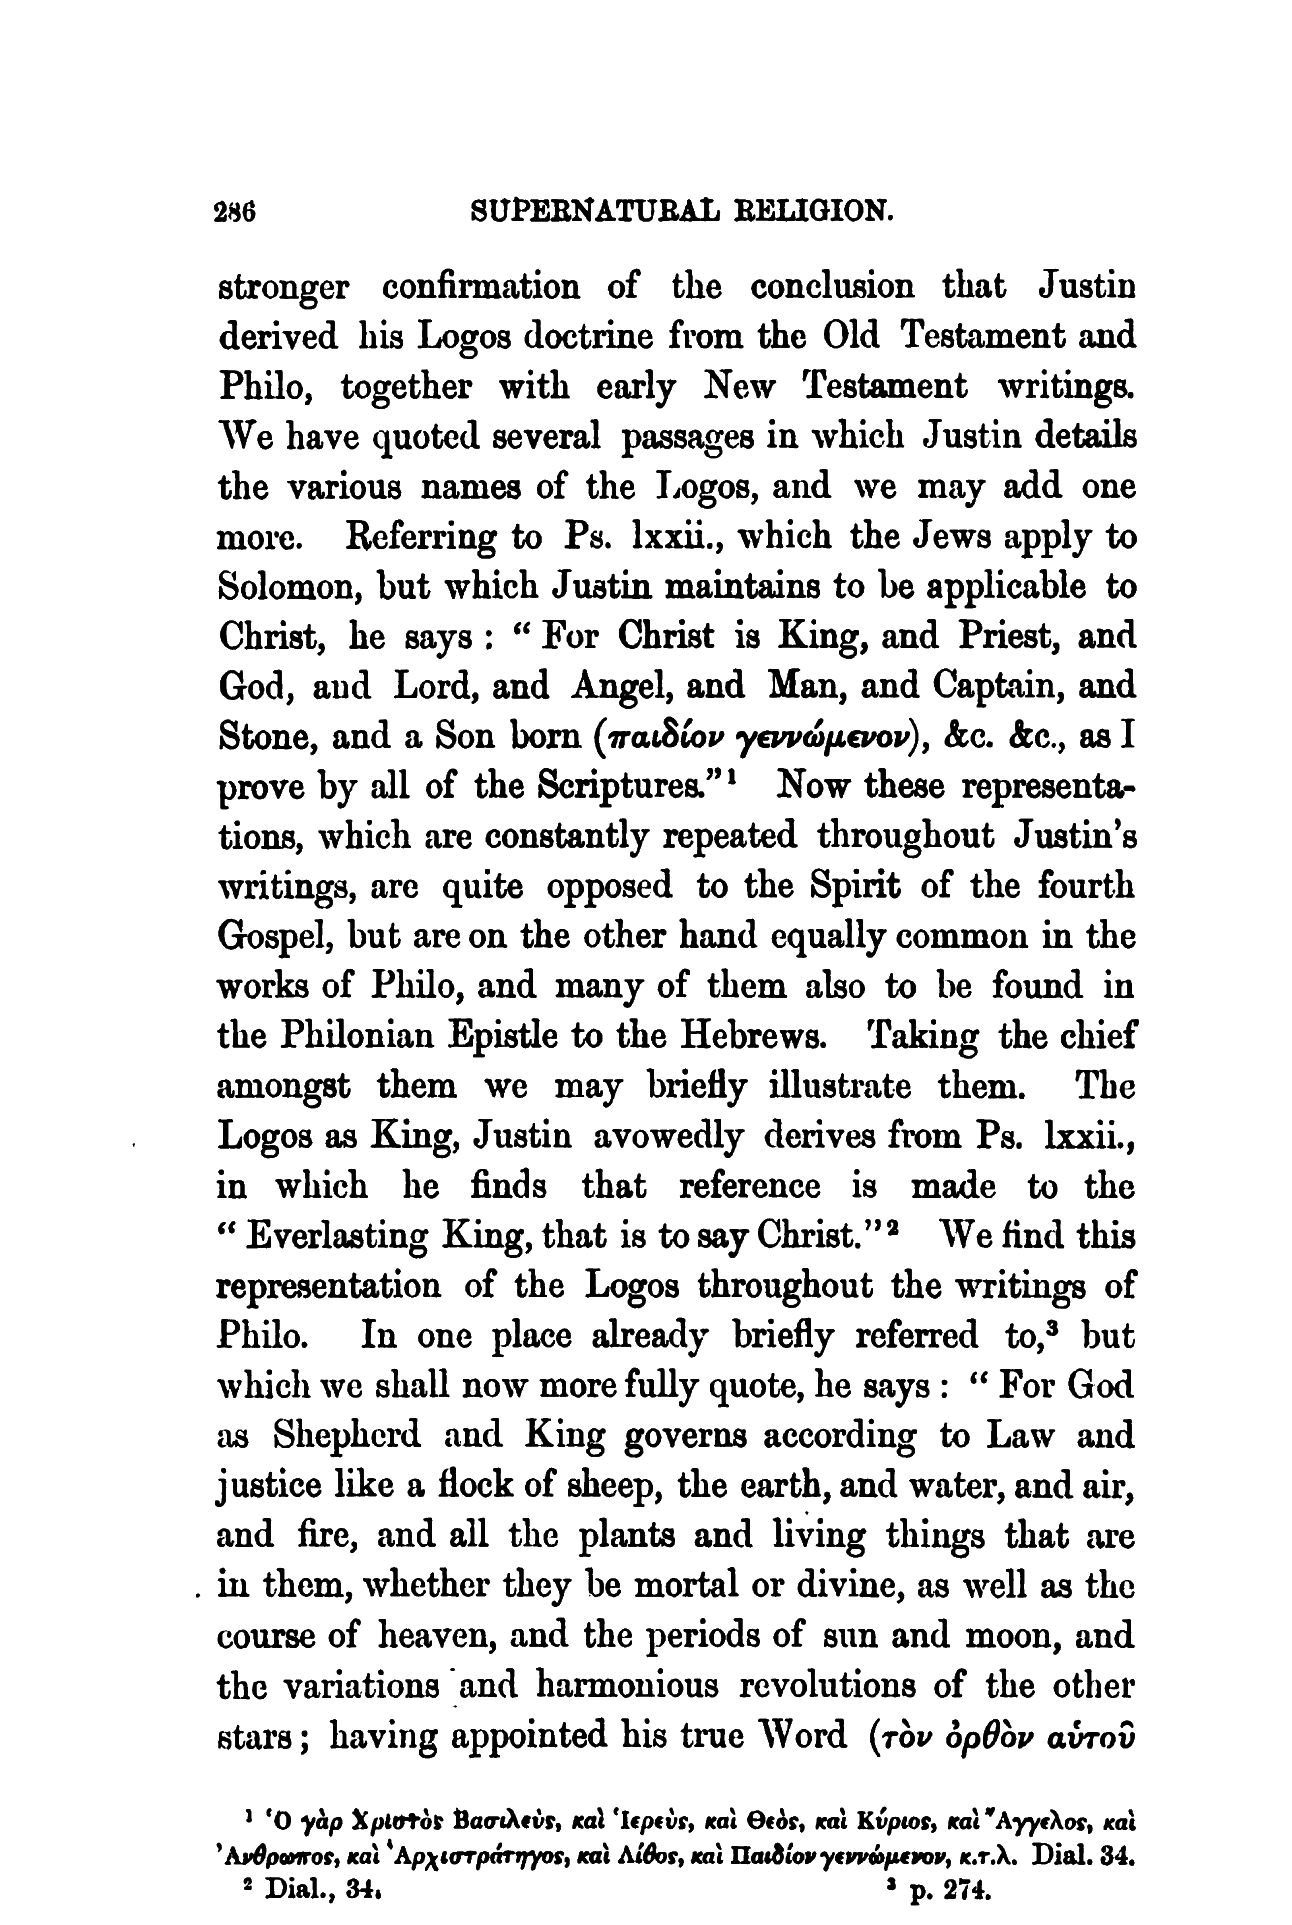 286 SUPERNATURAL RELIGION.
stronger confirmation of the conclusion that Justin
derived his Logos doctrine from the Old Testament and
Philo, together with early New Testament writings.
We have quoted several passages in which Justin details
the various names of the Logos, and we may add one
more. Referring to Ps. lxxii., which the Jews apply to
Solomon, but which Justin maintains to be applicable to
Christ, he says : “ For Christ is King, and Priest, and
God, and Lord, and Angel, and Man, and Captain, and
Stone, and a Son born (παιδίον γεννώμενον), &c. &c., as I
prove by all of the Scriptures.”¹ Now these representa-
tions, which are constantly repeated throughout Justin’s
writings, are quite opposed to the Spirit of the fourth
Gospel, but are on the other hand equally common in the
works of Philo, and many of them also to be found in
the Philonian Epistle to the Hebrews. Taking the chief
amongst them we may briefly illustrate them. The
Logos as King, Justin avowedly derives from Ps. lxxii.,
in which he finds that reference is made to the
“ Everlasting King, that is to say Christ.”² We find this
representation of the Logos throughout the writings of
Philo. In one place already briefly referred to,³ but
which we shall now more fully quote, he says : “ For God
as Shepherd and King governs according to Law and
justice like a flock of sheep, the earth, and water, and air,
and fire, and all the plants and living things that are
in them, whether they be mortal or divine, as well as the
course of heaven, and the periods of sun and moon, and
the variations and harmonious revolutions of the other
stars ; having appointed his true Word (τὸν ὀρθὸν αὑτοῦ
¹ Ὁ γὰρ Χριστὸς Βασιλεὺς, καὶ Ἱερεὺς, καὶ Θεὸς, καὶ Κύριος, καὶ Ἄγγελος, καὶ
Ἄνθρωπος, καὶ Ἀρχιστράτηγος, καὶ Λίθος, καὶ Παιδίον γεννώμενον, κ.τ.λ. Dial. 34.
² Dial., 34. ³ p. 274.